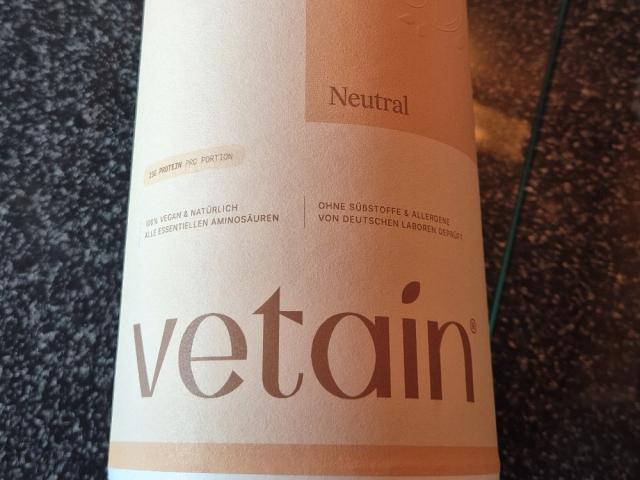 Neutral
15G PROTEIN PRO PORTION
100% VEGAN & NATÜRLICH
ALLE ESSENTIELLEN AMINOSÄUREN
OHNE SÜßSTOFFE & ALLERGENE
VON DEUTSCHEN LABOREN GEPRÜFT
vetain®